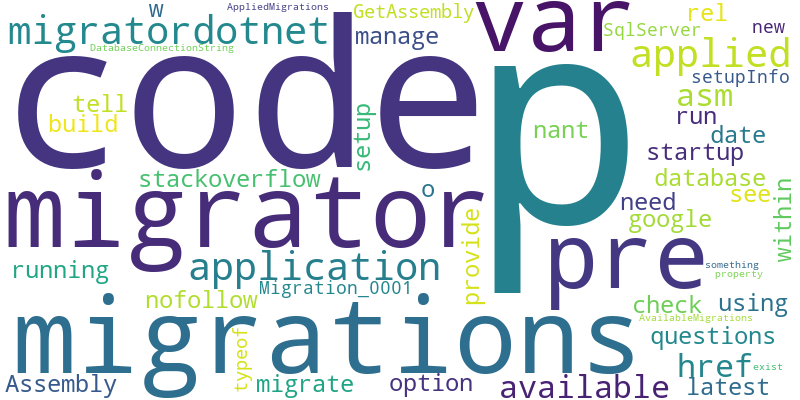 w AppliedMigrations GetAssembly var rel new
migratordotnet manage SqlServer
DatabaseConnectionString applied
code p setupInfo
tell asm
build setup nant run date
stackoverflow startup
migrator o database see within
need google
provide pre
running application something
Migration_0001 property
nofollow check using
migrations AvailableMigrations
typeof questions
href exist
Assembly migrate option available latest